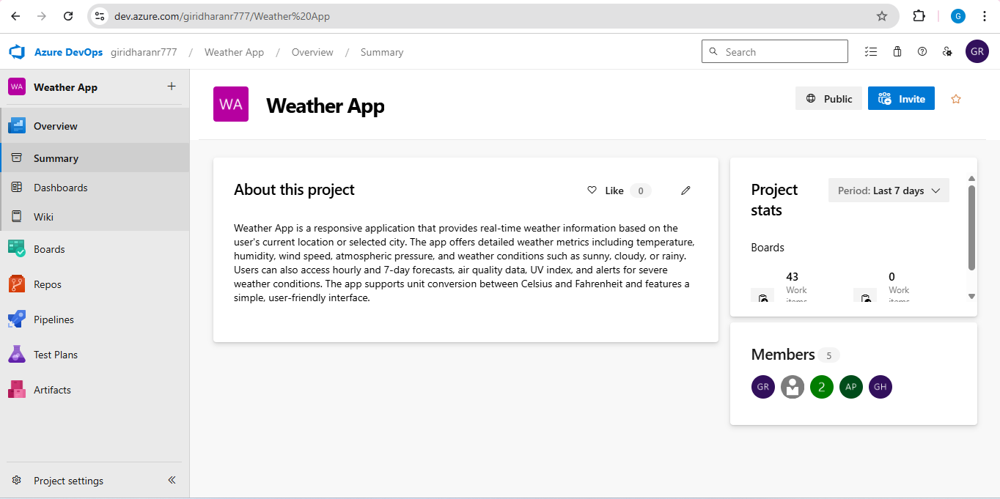 dev.azure.com/giridharanr777/Weather%20App
G
Azure DevOps giridharanr777 / Weather App / Overview / Summary
Search
GR
WA Weather App +
Overview
Summary
Dashboards
Wiki
Boards
Repos
Pipelines
Test Plans
Artifacts
Project settings
WA Weather App
Public
Invite
About this project
Like 0
Weather App is a responsive application that provides real-time weather information based on the
user's current location or selected city. The app offers detailed weather metrics including temperature,
humidity, wind speed, atmospheric pressure, and weather conditions such as sunny, cloudy, or rainy.
Users can also access hourly and 7-day forecasts, air quality data, UV index, and alerts for severe
weather conditions. The app supports unit conversion between Celsius and Fahrenheit and features a
simple, user-friendly interface.
Project
stats
Period: Last 7 days
Boards
43 0
Work Work
items items
Members 5
GR 2 AP GH